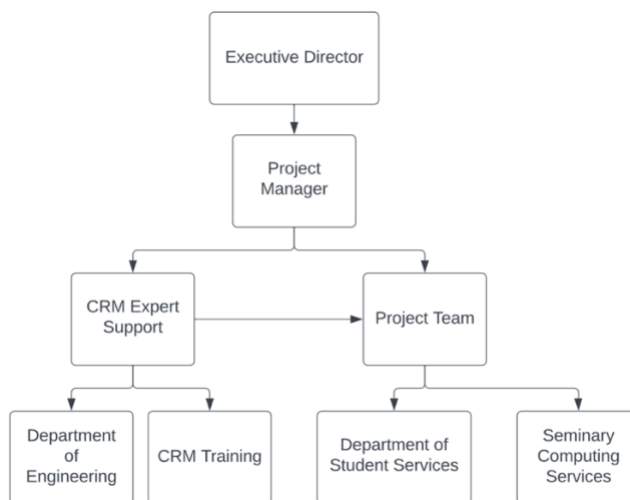 Executive Director
Project
Manager
CRM Expert
Support
Project Team
Department
of
Engineering
CRM Training
Department of
Student Services
Seminary
Computing
Services